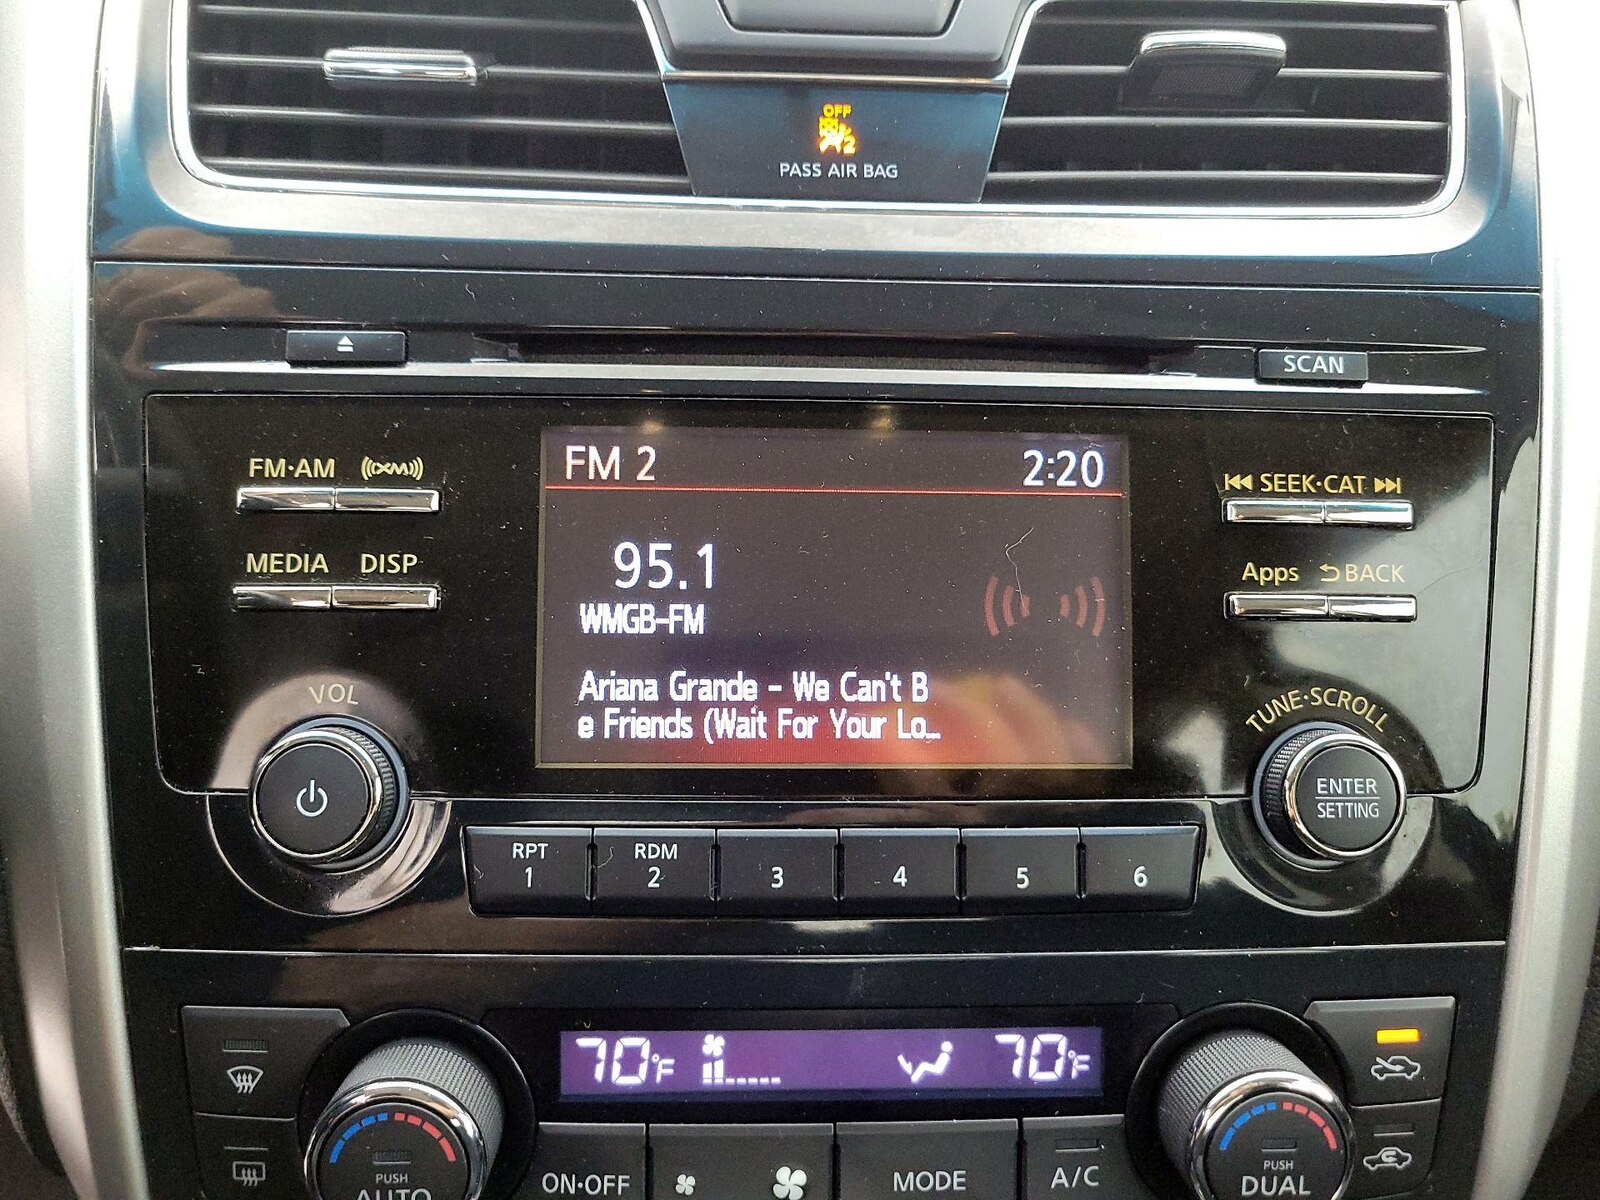 OFF
2
PASS AIR BAG
SCAN
FM·AM (((XM)))
MEDIA DISP
VOL
FM 2 2:20
95.1
WMGB-FM
Ariana Grande - We Can't B
e Friends (Wait For Your Lo...
SEEK·CAT
Apps BACK
TUNE·SCROLL
ENTER
SETTING
RPT
1
RDM
2
3
4
5
6
70°F 70°F
PUSH
AUTO
ON·OFF
MODE
A/C
PUSH
DUAL